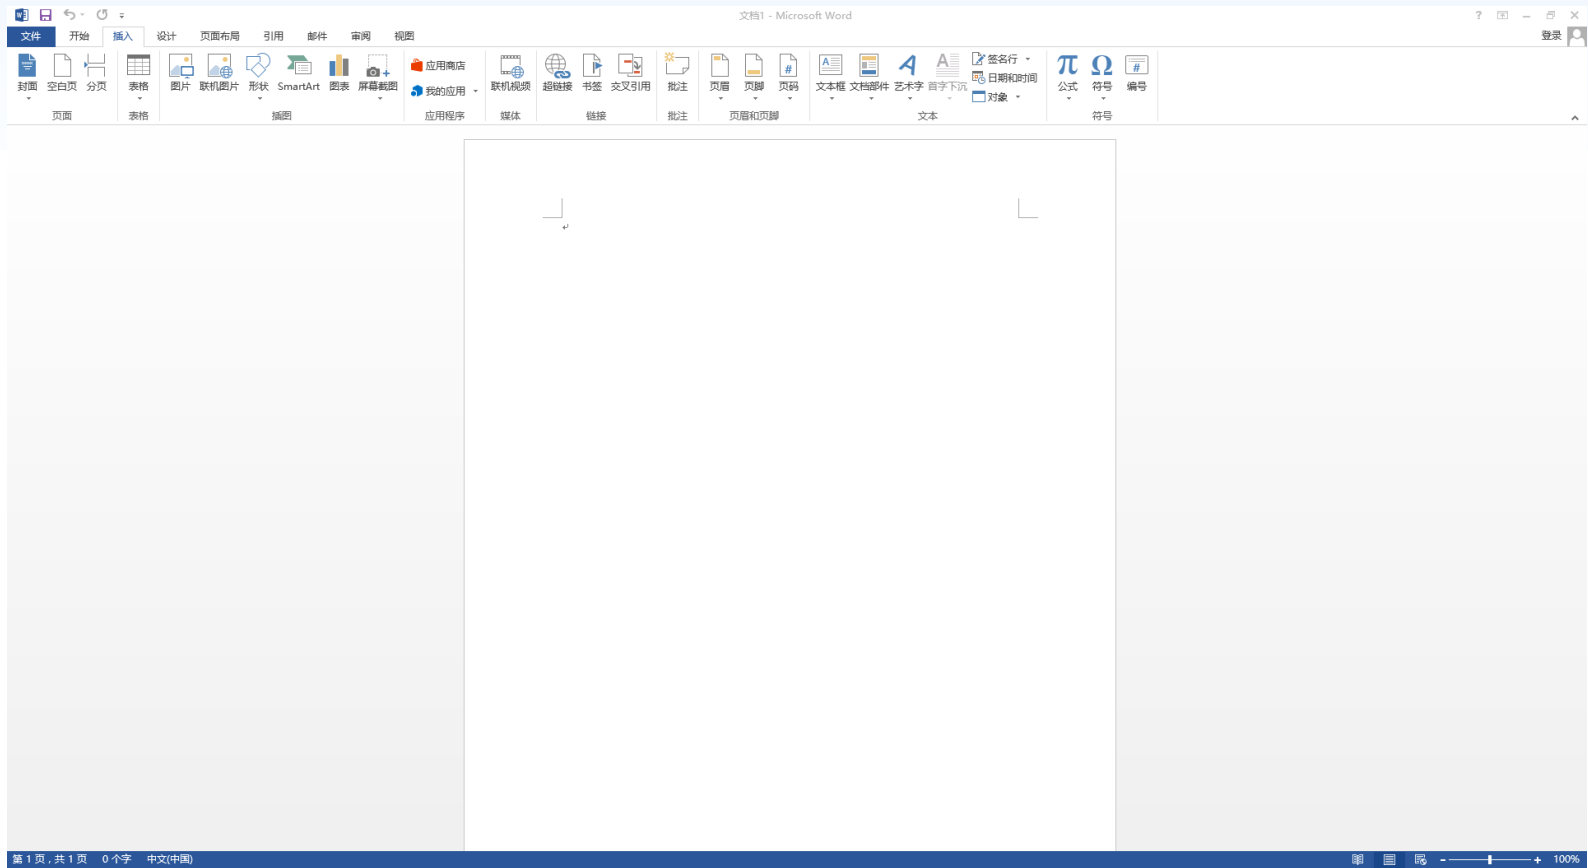 文档1 - Microsoft Word
文件 开始 插入 设计 页面布局 引用 邮件 审阅 视图 登录
封面 空白页 分页 表格 图片 联机图片 形状 SmartArt 图表 屏幕截图 应用商店 我的应用 联机视频 超链接 书签 交叉引用 批注 页眉 页脚 页码 文本框 文档部件 艺术字 首字下沉 签名行 日期和时间 对象 公式 符号 编号
页面 表格 插图 应用程序 媒体 链接 批注 页眉和页脚 文本 符号
第 1 页 , 共 1 页 0 个字 中文(中国) 100%